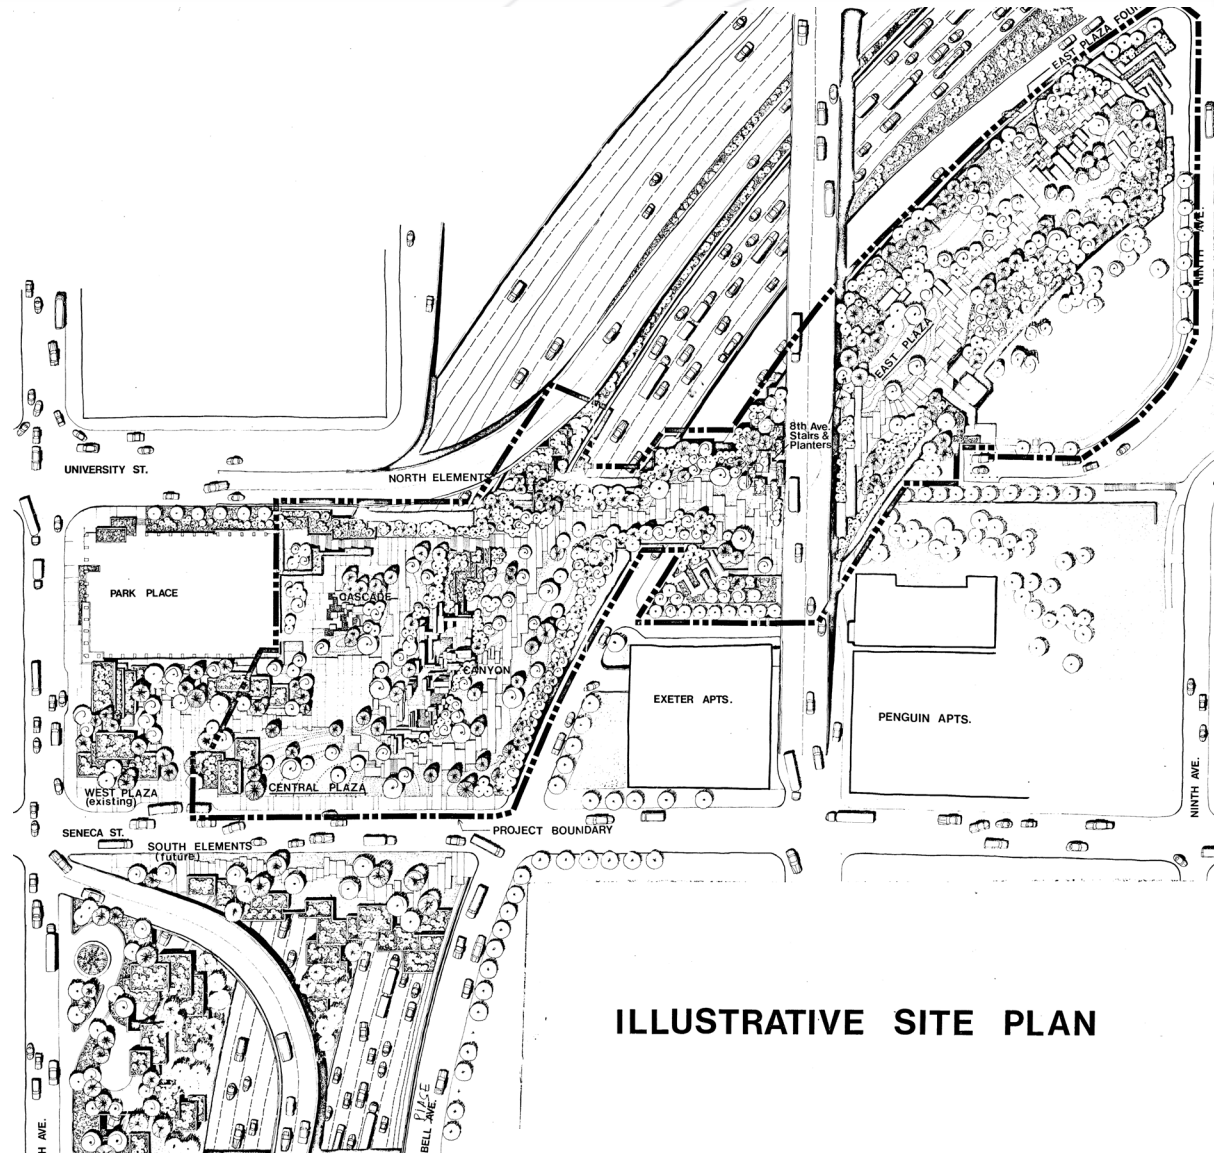 EAST PLAZA
NINTH AVE.
EAST PLAZA
8th Ave.
Stairs &
Planters
UNIVERSITY ST.
NORTH ELEMENTS
PARK PLACE
CASCADE
CANYON
EXETER APTS.
PENGUIN APTS.
CENTRAL PLAZA
WEST PLAZA
(existing)
NINTH AVE.
PROJECT BOUNDARY
SENECA ST.
SOUTH ELEMENTS
(future)
ILLUSTRATIVE SITE PLAN
PlACE
BELL AVE.
AVE.